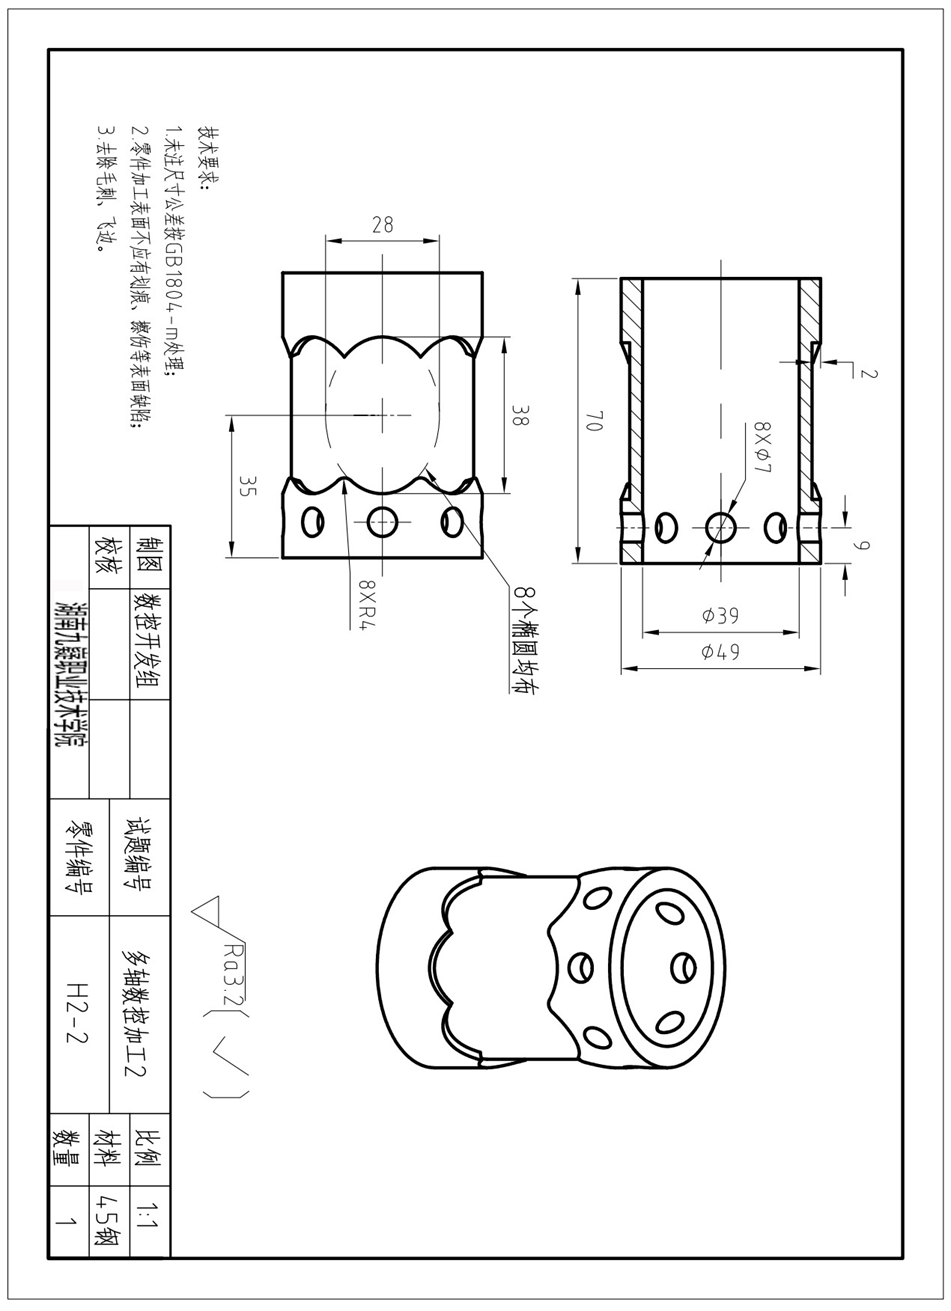 技术要求:
1.未注尺寸公差按GB1804-m处理;
2.零件加工表面不应有划痕、擦伤等表面缺陷;
3.去除毛刺、飞边。
28
38
35
8XR4
8个椭圆均布
2
70
8Xϕ7
9
ϕ39
ϕ49
Ra3.2
制图
数控开发组
校核
湖南九嶷职业技术学院
试题编号
多轴数控加工2
零件编号
H2-2
比例
1:1
材料
45钢
数量
1